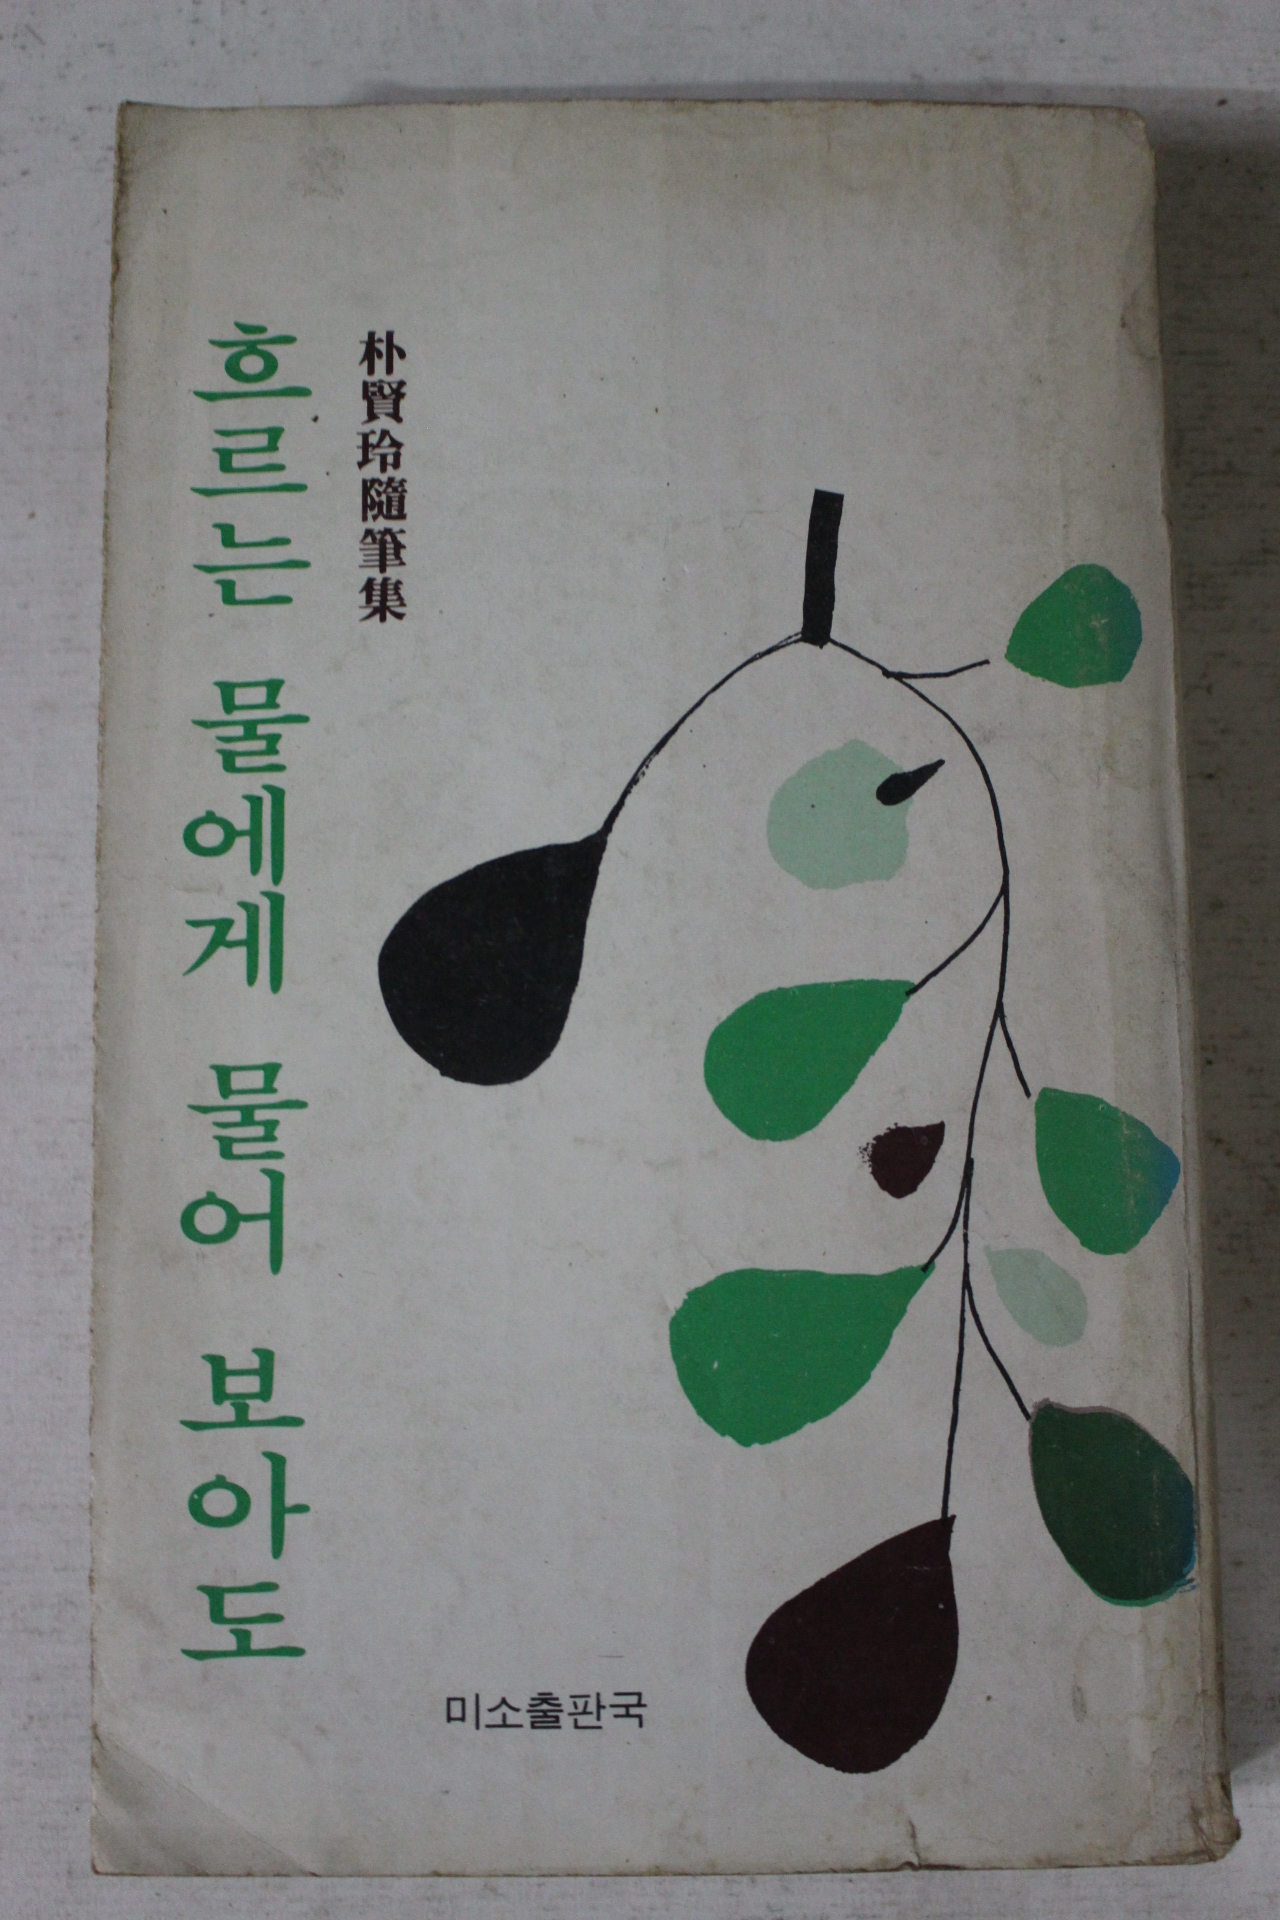 흐르는 물에게 물어 보아도
朴賢玲隨筆集
미소출판국